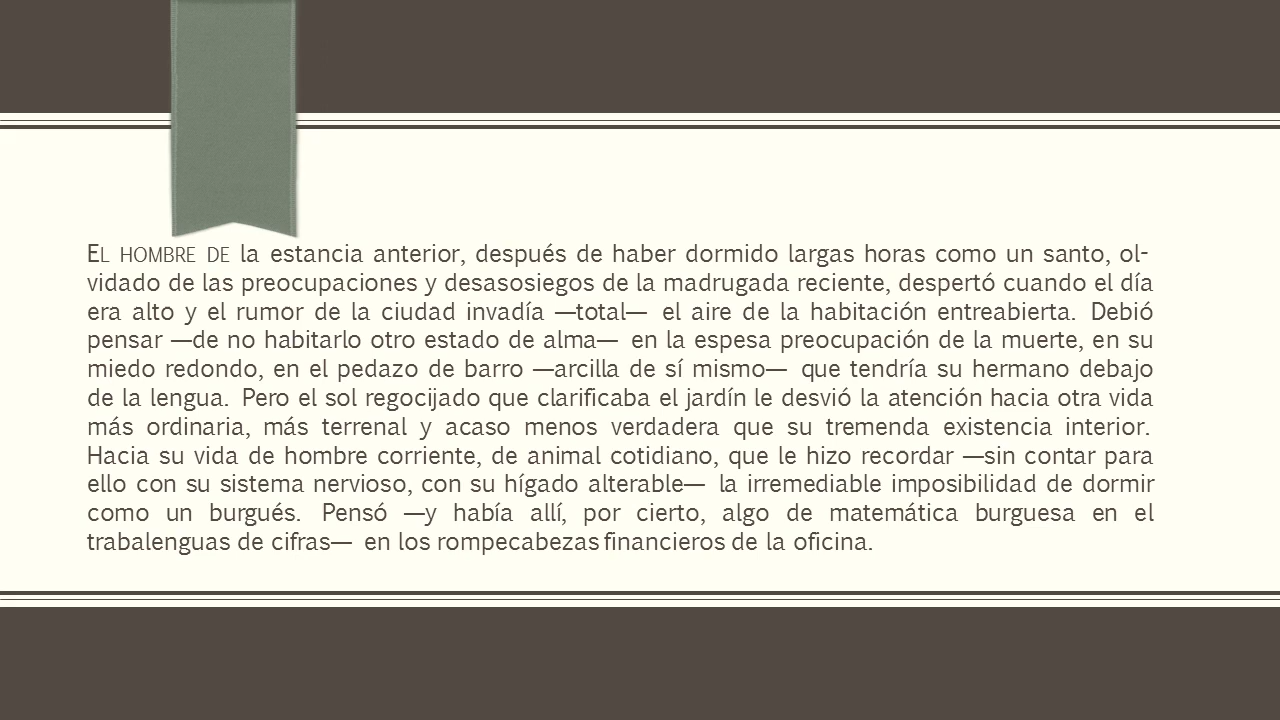 EL HOMBRE DE la estancia anterior, después de haber dormido largas horas como un santo, ol-
vidado de las preocupaciones y desasosiegos de la madrugada reciente, despertó cuando el día
era alto y el rumor de la ciudad invadía —total— el aire de la habitación entreabierta. Debió
pensar —de no habitarlo otro estado de alma— en la espesa preocupación de la muerte, en su
miedo redondo, en el pedazo de barro —arcilla de sí mismo— que tendría su hermano debajo
de la lengua. Pero el sol regocijado que clarificaba el jardín le desvió la atención hacia otra vida
más ordinaria, más terrenal y acaso menos verdadera que su tremenda existencia interior.
Hacia su vida de hombre corriente, de animal cotidiano, que le hizo recordar —sin contar para
ello con su sistema nervioso, con su hígado alterable— la irremediable imposibilidad de dormir
como un burgués. Pensó —y había allí, por cierto, algo de matemática burguesa en el
trabalenguas de cifras— en los rompecabezas financieros de la oficina.